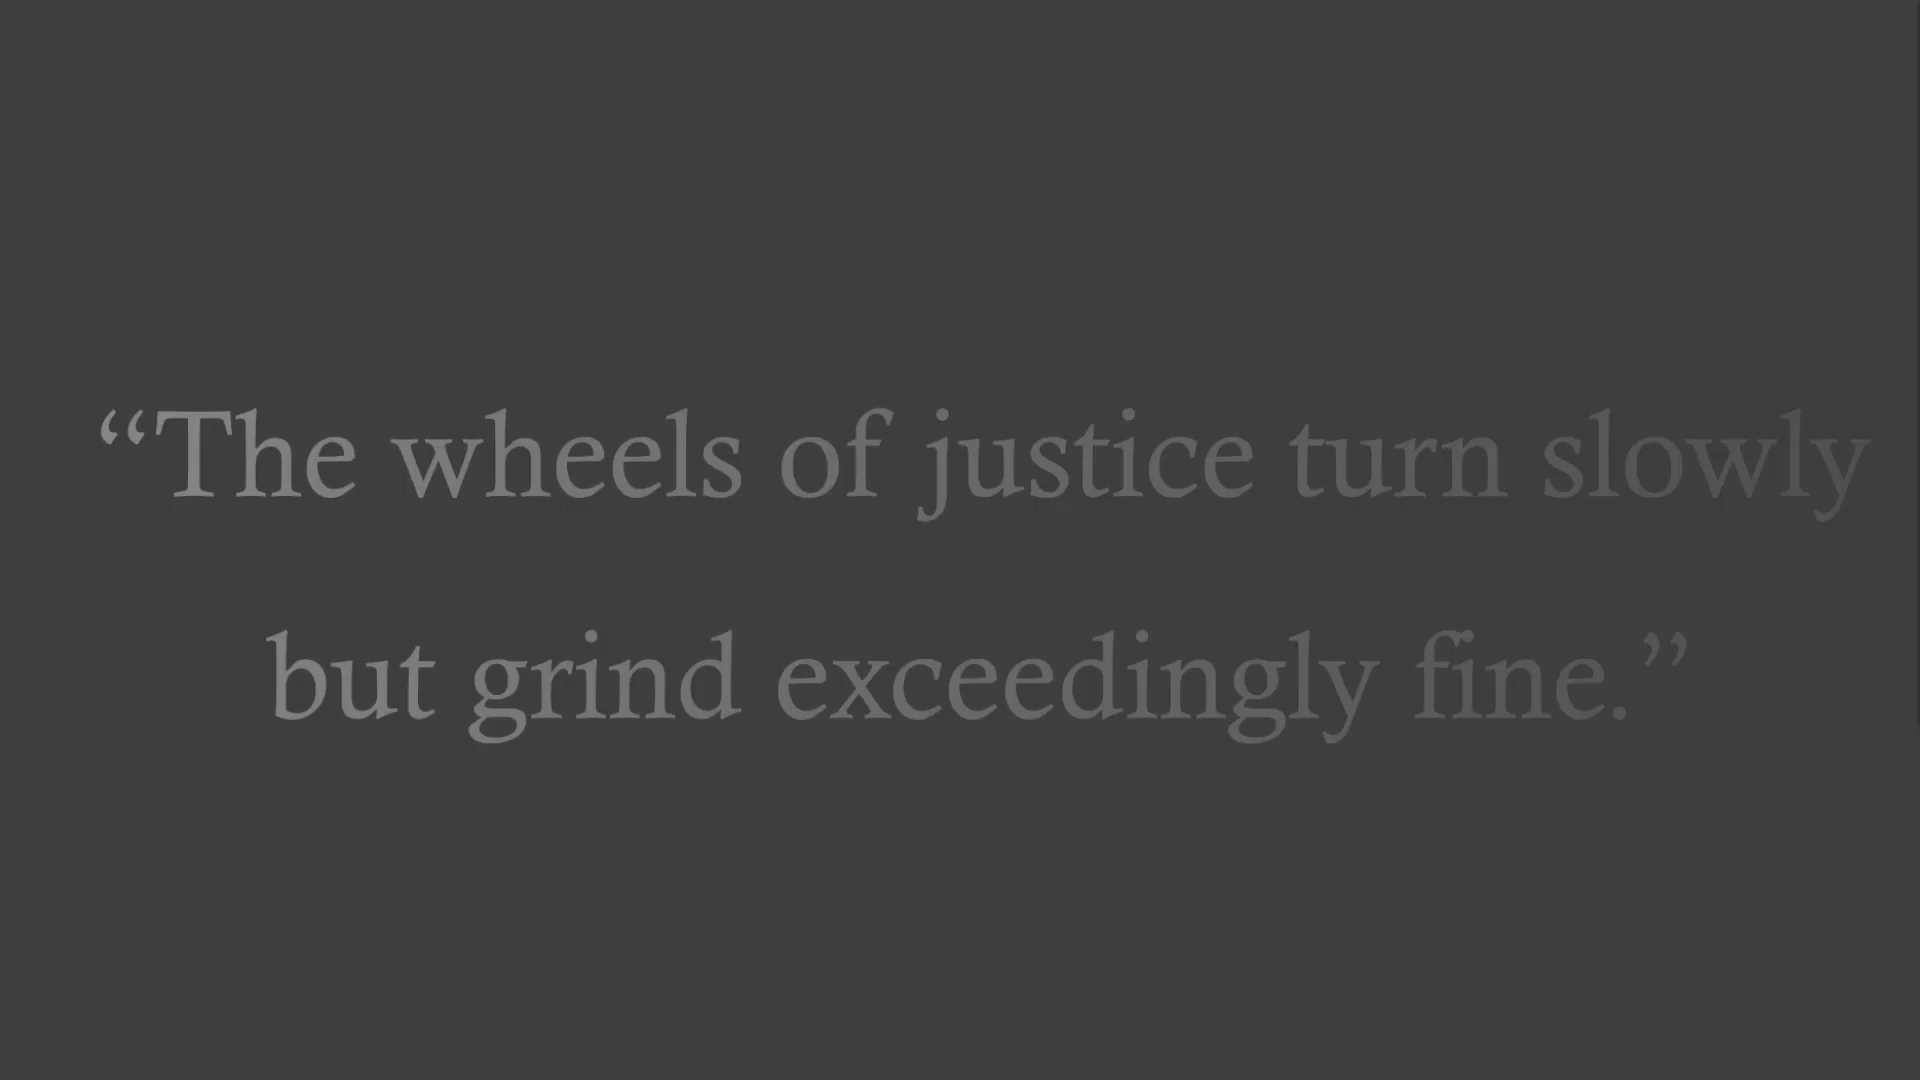 “The wheels of justice turn slowly
but grind exceedingly fine.”